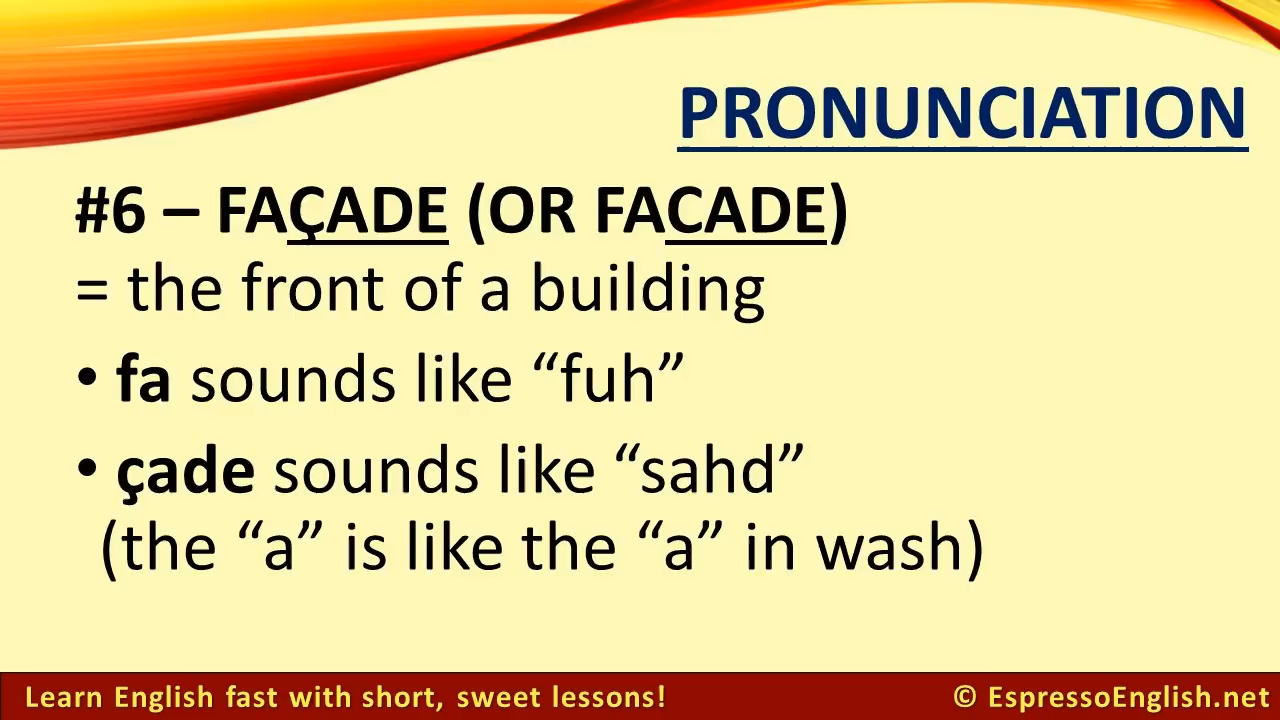 PRONUNCIATION
#6 – FAÇADE (OR FACADE)
= the front of a building
• fa sounds like “fuh”
• çade sounds like “sahd”
(the “a” is like the “a” in wash)
Learn English fast with short, sweet lessons!
© EspressoEnglish.net